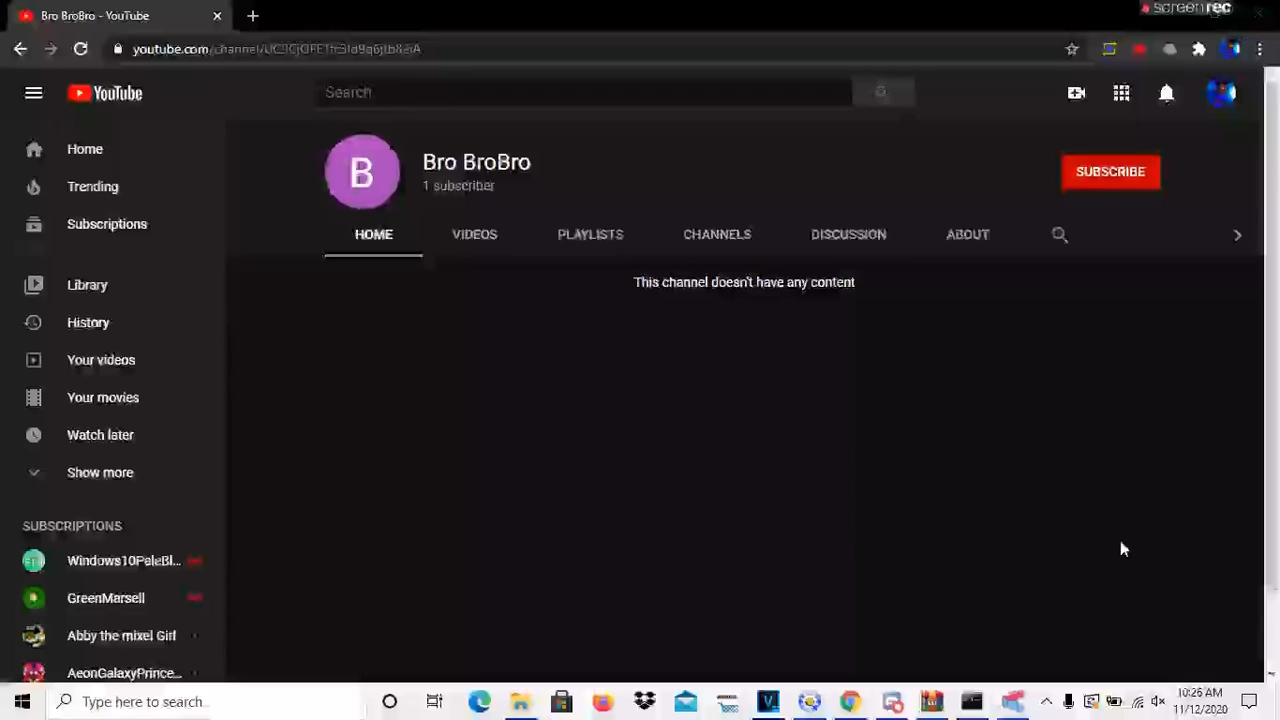 Bro BroBro - YouTube
screenrec
youtube.com/channel/
YouTube
Search
Home
Trending
Subscriptions
Library
History
Your videos
Your movies
Watch later
Show more
SUBSCRIPTIONS
Windows10PaleBl...
GreenMarsell
Abby the mixel Girl
AeonGalaxyPrince...
B
Bro BroBro
1 subscriber
SUBSCRIBE
HOME VIDEOS PLAYLISTS CHANNELS DISCUSSION ABOUT
This channel doesn't have any content
Type here to search
V
10:26 AM
11/12/2020